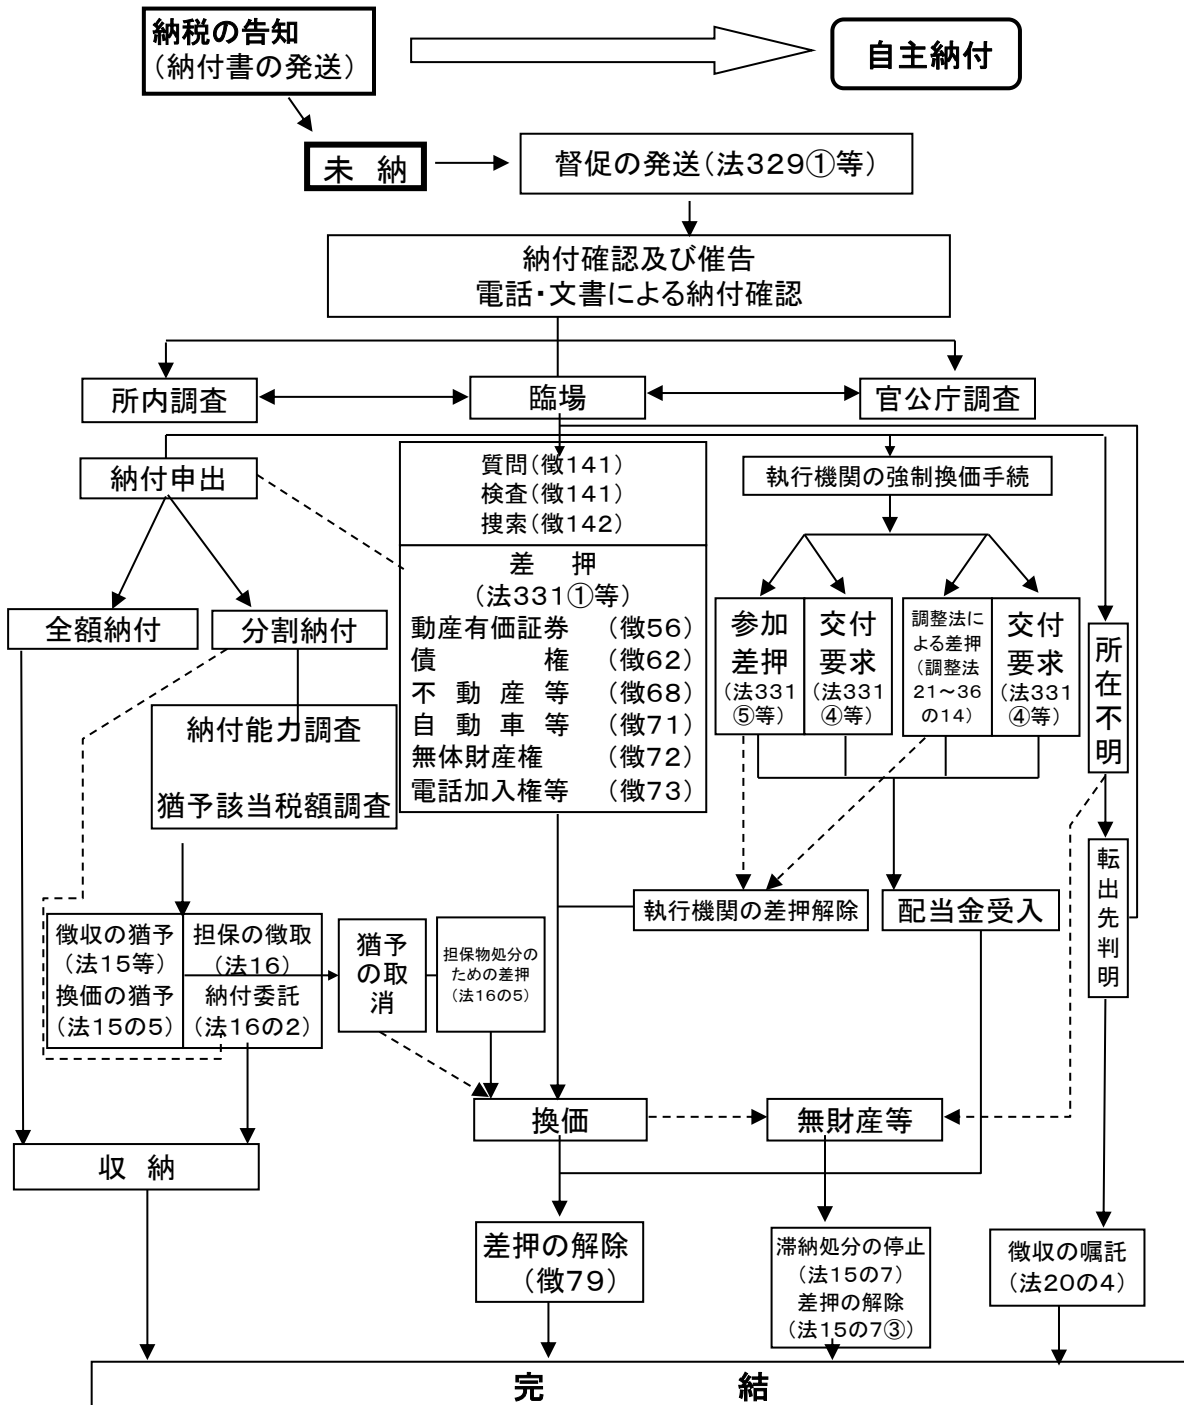 納税の告知
(納付書の発送)
自主納付
未 納
督促の発送(法329①等)
納付確認及び催告
電話・文書による納付確認
所内調査
臨場
官公庁調査
納付申出
質問(徴141)
検査(徴141)
捜索(徴142)
執行機関の強制換価手続
差 押
(法331①等)
動産有価証券 (徴56)
債 権 (徴62)
不動産等 (徴68)
自動車等 (徴71)
無体財産権 (徴72)
電話加入権等 (徴73)
全額納付
分割納付
参加
差押
(法331
⑤等)
交付
要求
(法331
④等)
調整法に
よる差押
(調整法
21~36
の14)
交付
要求
(法331
④等)
所在不明
納付能力調査
猶予該当税額調査
転出先判明
執行機関の差押解除
配当金受入
徴収の猶予
(法15等)
換価の猶予
(法15の5)
担保の徴取
(法16)
納付委託
(法16の2)
猶予
の取
消
担保物処分の
ための差押
(法16の5)
換価
無財産等
収 納
差押の解除
(徴79)
滞納処分の停止
(法15の7)
差押の解除
(法15の7③)
徴収の嘱託
(法20の4)
完 結